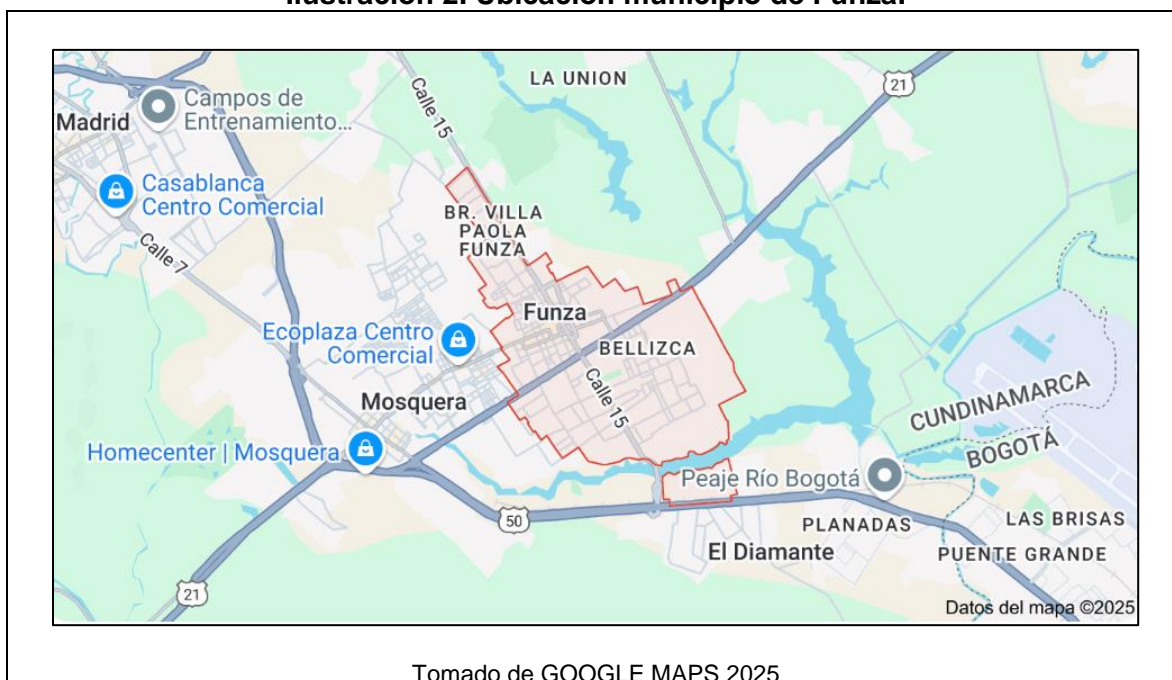 Ilustración 2. Ubicación municipio de Funza.
LA UNION
21
Campos de
Entrenamiento...
Madrid
Calle 15
Casablanca
Centro Comercial
BR. VILLA
PAOLA
FUNZA
Calle 7
Funza
Ecoplaza Centro
Comercial
BELLIZCA
Calle 15
Mosquera
CUNDINAMARCA
BOGOTÁ
Homecenter | Mosquera
Peaje Río Bogotá
50
PLANADAS
LAS BRISAS
El Diamante
PUENTE GRANDE
21
Datos del mapa ©2025
Tomado de GOOGLE MAPS 2025